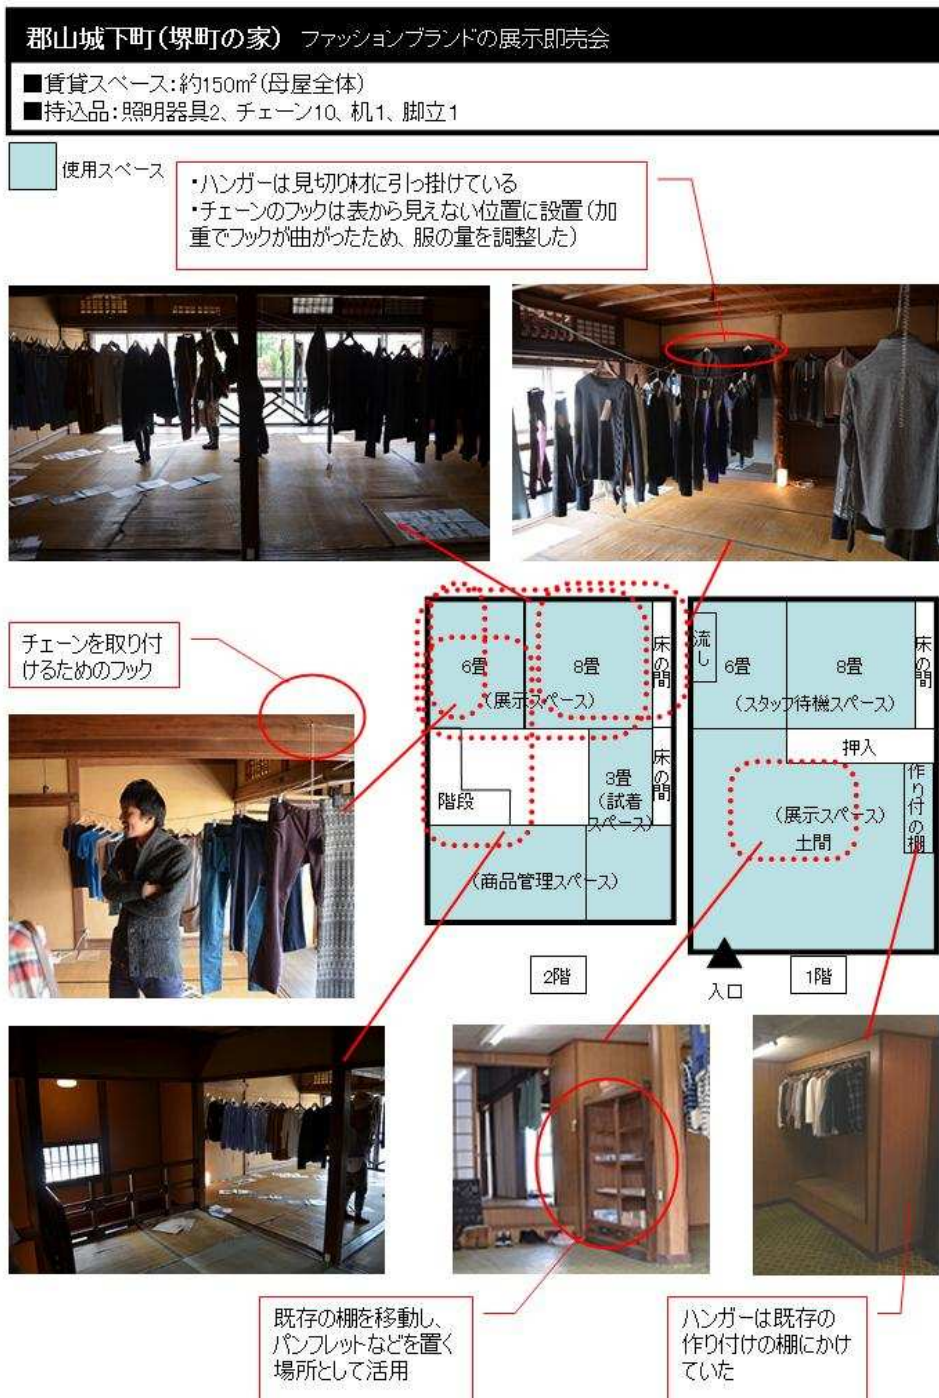 郡山城下町(堺町の家) ファッションブランドの展示即売会
■賃貸スペース:約150m²(母屋全体)
■持込品:照明器具2、チェーン10、机1、脚立1
使用スペース
・ハンガーは見切り材に引っ掛けている
・チェーンのフックは表から見えない位置に設置(加
重でフックが曲がったため、服の量を調整した)
チェーンを取り付
けるためのフック
6畳
8畳
床の間
(展示スペース)
階段
3畳
(試着
スペース)
床の間
(商品管理スペース)
2階
流し
6畳
8畳
床の間
(スタッフ待機スペース)
押入
作り付の棚
(展示スペース)
土間
入口
1階
既存の棚を移動し、
パンフレットなどを置く
場所として活用
ハンガーは既存の
作り付けの棚にかけ
ていた